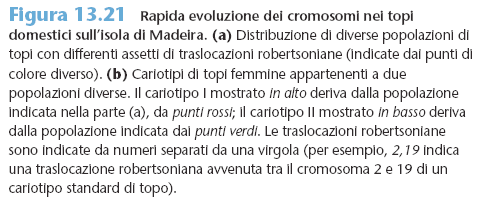 Figura 13.21 Rapida evoluzione dei cromosomi nei topi
domestici sull'isola di Madeira. (a) Distribuzione di diverse popolazioni di
topi con differenti assetti di traslocazioni robertsoniane (indicate dai punti di
colore diverso). (b) Cariotipi di topi femmine appartenenti a due
popolazioni diverse. Il cariotipo I mostrato in alto deriva dalla popolazione
indicata nella parte (a), da punti rossi; il cariotipo II mostrato in basso deriva
dalla popolazione indicata dai punti verdi. Le traslocazioni robertsoniane
sono indicate da numeri separati da una virgola (per esempio, 2,19 indica
una traslocazione robertsoniana avvenuta tra il cromosoma 2 e 19 di un
cariotipo standard di topo).